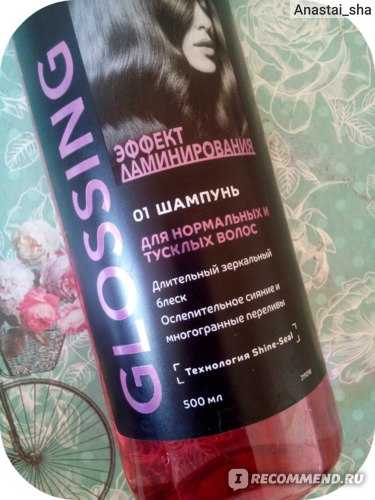 Anastai_sha
GLOSSING
ЭФФЕКТ
ЛАМИНИРОВАНИЯ
01 ШАМПУНЬ
ДЛЯ НОРМАЛЬНЫХ И
ТУСКЛЫХ ВОЛОС
Длительный зеркальный
блеск
Ослепительное сияние и
многогранные переливы
Технология Shine-Seal
500 мл
RECOMMEND.RU